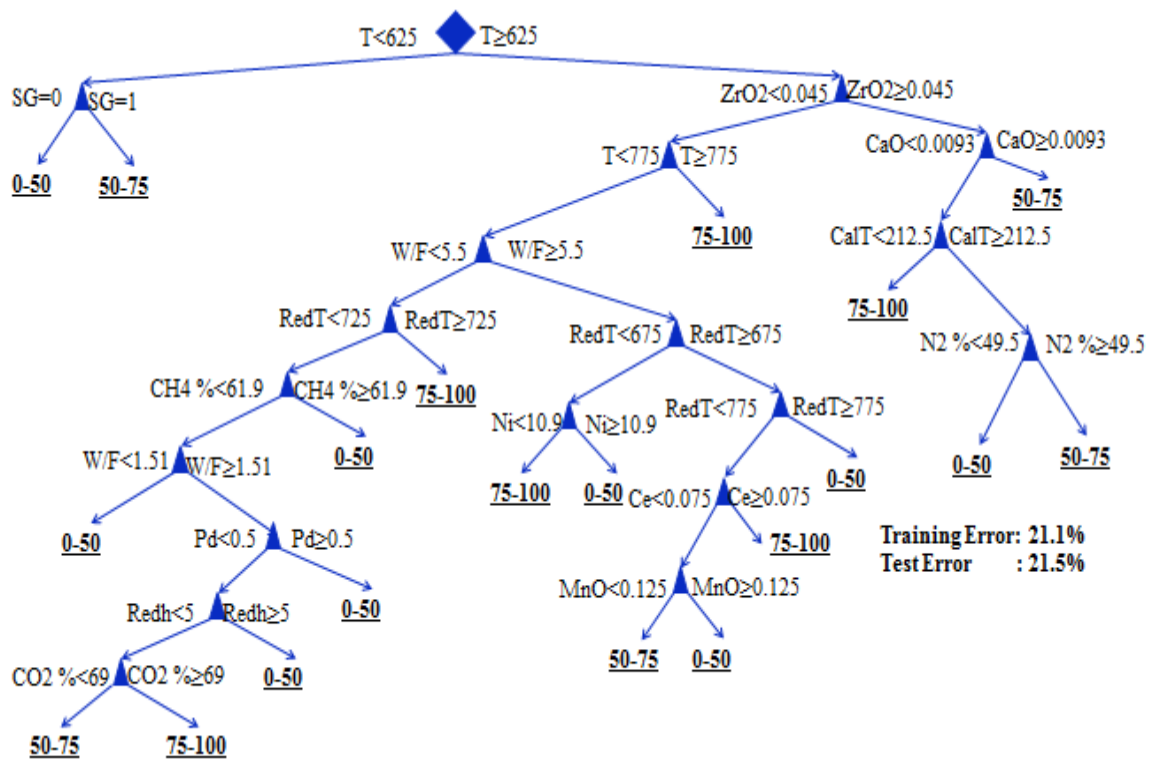 T<625 T≥625
SG=0 SG=1
ZrO2<0.045 ZrO2≥0.045
CaO<0.0093 CaO≥0.0093
T<775 T≥775
0-50 50-75
50-75
75-100
CalT<212.5 CalT≥212.5
W/F<5.5 W/F≥5.5
75-100
RedT<725 RedT≥725
RedT<675 RedT≥675
N2 %<49.5 N2 %≥49.5
CH4 %<61.9 CH4 %≥61.9
75-100
RedT<775 RedT≥775
Ni<10.9 Ni≥10.9
0-50
0-50
50-75
W/F<1.51 W/F≥1.51
0-50
75-100 0-50
Ce<0.075 Ce≥0.075
0-50
Pd<0.5 Pd≥0.5
75-100
Training Error: 21.1%
Test Error : 21.5%
MnO<0.125 MnO≥0.125
Redh<5 Redh≥5
0-50
50-75 0-50
CO2 %<69 CO2 %≥69
0-50
50-75 75-100